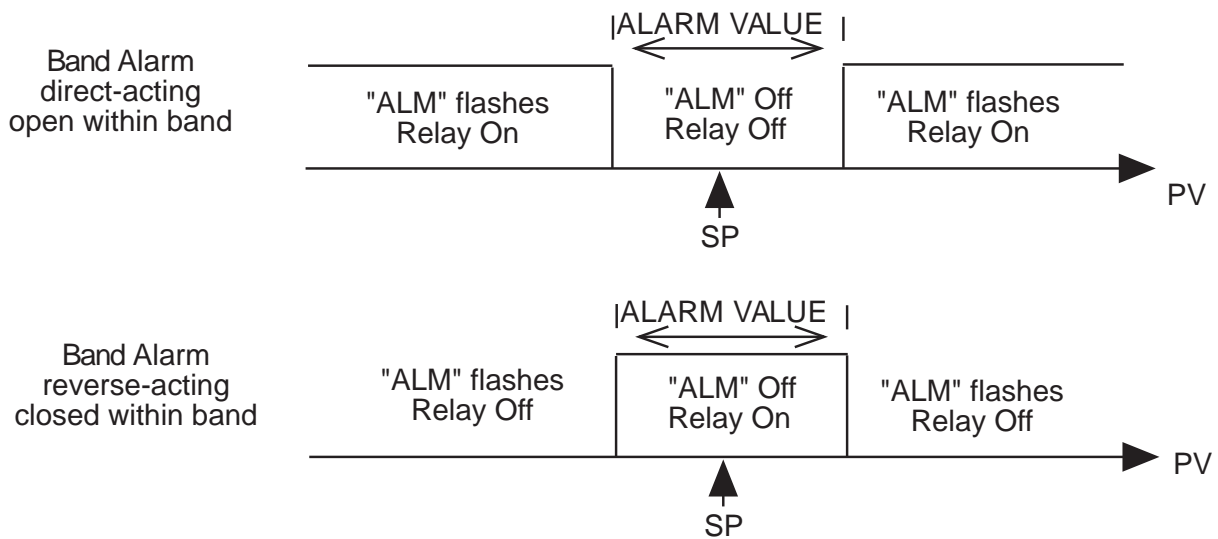 |ALARM VALUE |
Band Alarm
direct-acting
open within band
"ALM" flashes
Relay On
"ALM" Off
Relay Off
"ALM" flashes
Relay On
PV
SP
|ALARM VALUE |
Band Alarm
reverse-acting
closed within band
"ALM" flashes
Relay Off
"ALM" Off
Relay On
"ALM" flashes
Relay Off
PV
SP